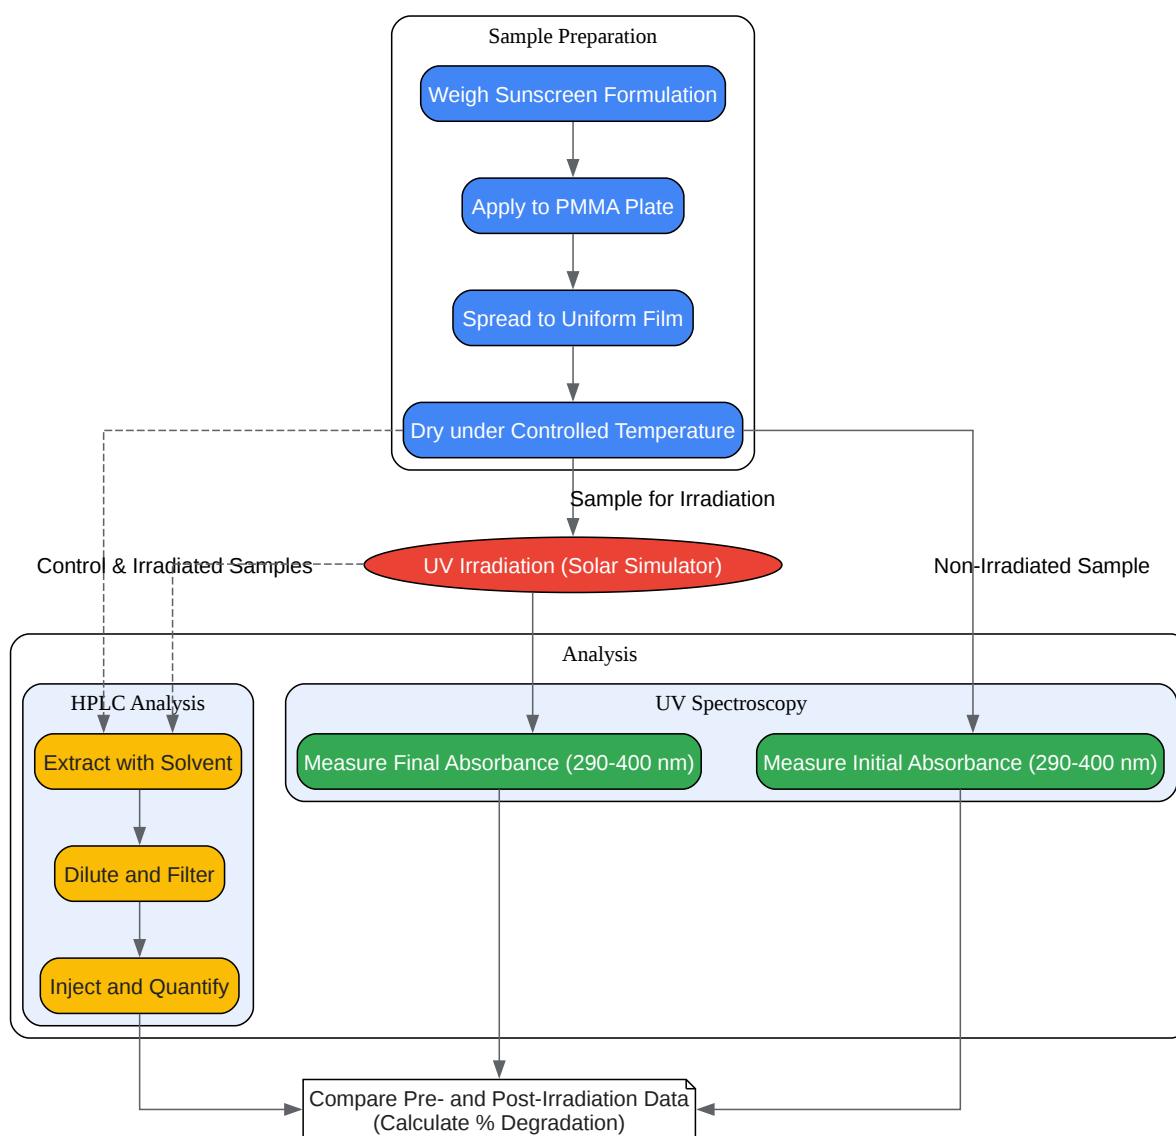 Sample Preparation
Weigh Sunscreen Formulation
Apply to PMMA Plate
Spread to Uniform Film
Dry under Controlled Temperature
Sample for Irradiation
Control & Irradiated Samples
UV Irradiation (Solar Simulator)
Non-Irradiated Sample
Analysis
HPLC Analysis
UV Spectroscopy
Extract with Solvent
Measure Final Absorbance (290-400 nm)
Measure Initial Absorbance (290-400 nm)
Dilute and Filter
Inject and Quantify
Compare Pre- and Post-Irradiation Data
(Calculate % Degradation)